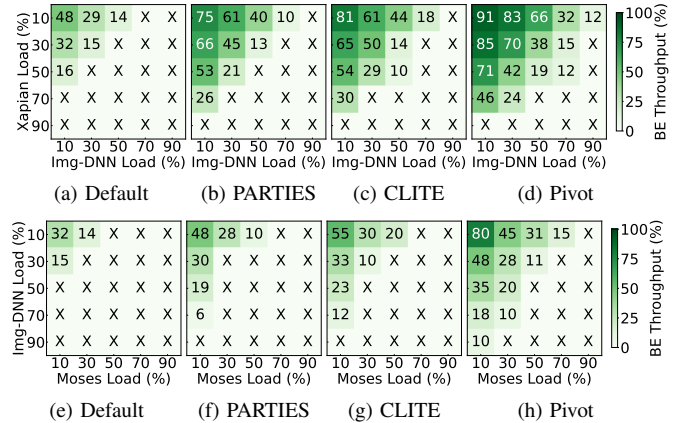 Xapian Load (%)
10 48 29 14 X X
30 32 15 X X X
50 16 X X X X
70 X X X X X
90 X X X X X
10 30 50 70 90
Img-DNN Load (%)
(a) Default
75 61 40 10 X
66 45 13 X X
53 21 X X X
26 X X X X
X X X X X
10 30 50 70 90
Img-DNN Load (%)
(b) PARTIES
81 61 44 18 X
65 50 14 X X
54 29 10 X X
30 X X X X
X X X X X
10 30 50 70 90
Img-DNN Load (%)
(c) CLITE
91 83 66 32 12
85 70 38 15 X
71 42 19 12 X
46 24 X X X
X X X X X
10 30 50 70 90
Img-DNN Load (%)
(d) Pivot
100
75
50
25
0
BE Throughput (%)
Img-DNN Load (%)
10 32 14 X X X
30 15 X X X X
50 X X X X X
70 X X X X X
90 X X X X X
10 30 50 70 90
Moses Load (%)
(e) Default
48 28 10 X X
30 X X X X
19 X X X X
6 X X X X
X X X X X
10 30 50 70 90
Moses Load (%)
(f) PARTIES
55 30 20 X X
33 10 X X X
23 X X X X
12 X X X X
X X X X X
10 30 50 70 90
Moses Load (%)
(g) CLITE
80 45 31 15 X
48 28 11 X X
35 20 X X X
18 10 X X X
10 X X X X
10 30 50 70 90
Moses Load (%)
(h) Pivot
100
75
50
25
0
BE Throughput (%)